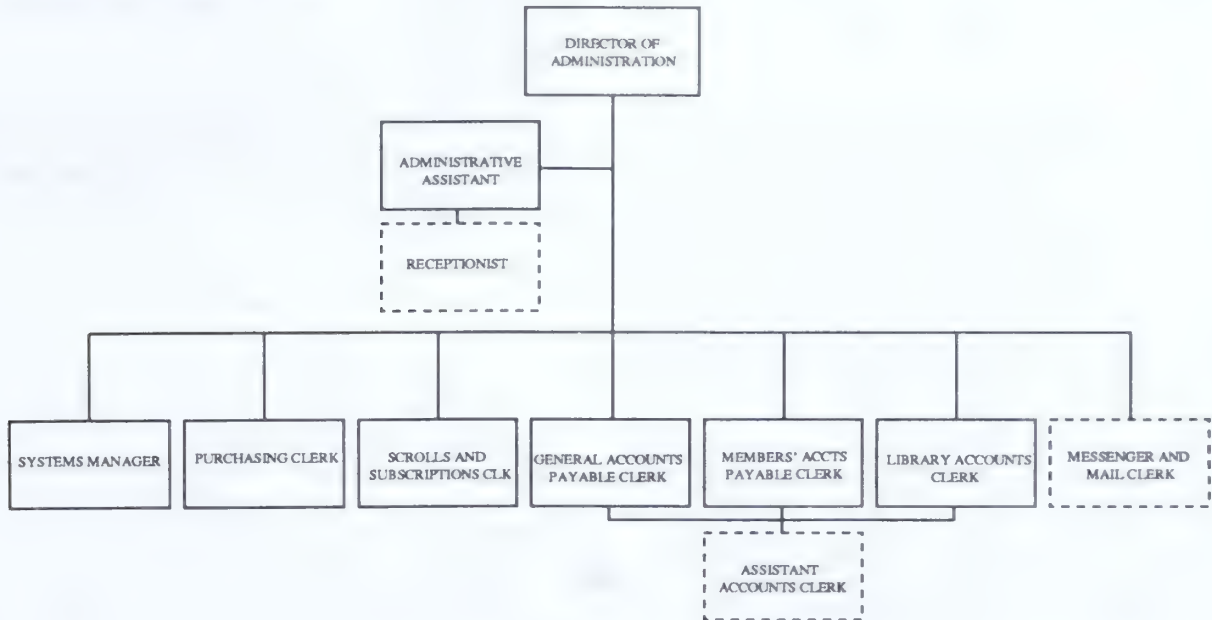 DIRECTOR OF
ADMINISTRATION
ADMINISTRATIVE
ASSISTANT
RECEPTIONIST
SYSTEMS MANAGER
PURCHASING CLERK
SCROLLS AND
SUBSCRIPTIONS CLK
GENERAL ACCOUNTS
PAYABLE CLERK
MEMBERS' ACCTS
PAYABLE CLERK
LIBRARY ACCOUNTS
CLERK
MESSENGER AND
MAIL CLERK
ASSISTANT
ACCOUNTS CLERK